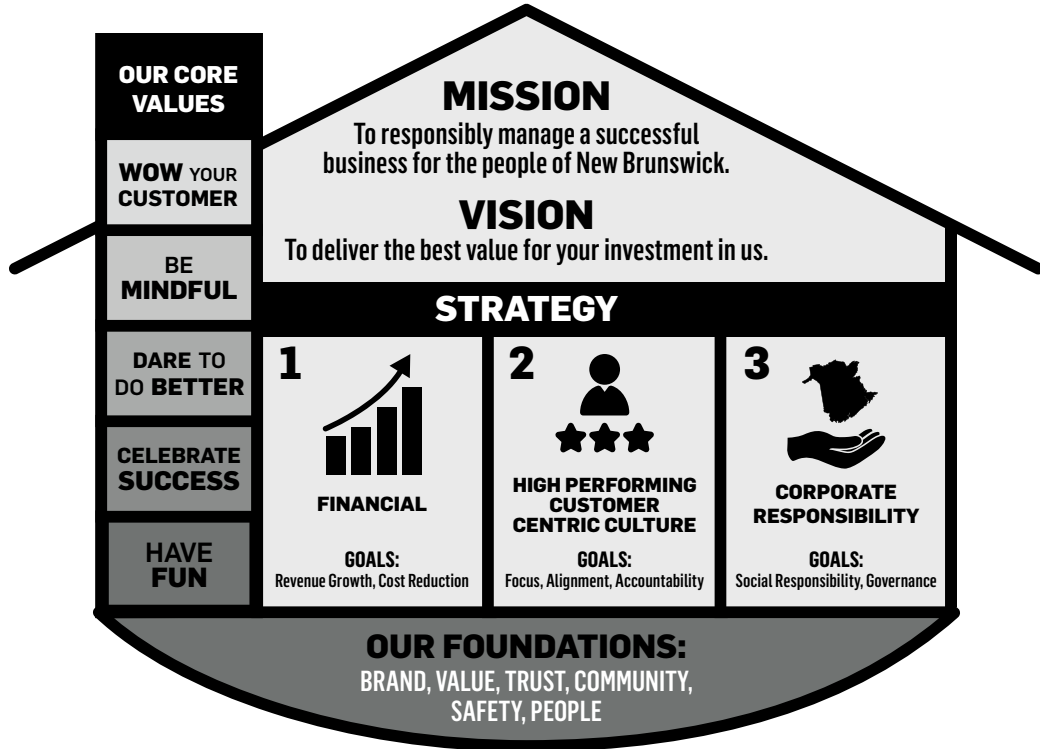 OUR CORE
VALUES
WOW YOUR
CUSTOMER
BE
MINDFUL
DARE TO
DO BETTER
CELEBRATE
SUCCESS
HAVE
FUN
MISSION
To responsibly manage a successful
business for the people of New Brunswick.
VISION
To deliver the best value for your investment in us.
STRATEGY
1
FINANCIAL
GOALS:
Revenue Growth, Cost Reduction
2
HIGH PERFORMING
CUSTOMER
CENTRIC CULTURE
GOALS:
Focus, Alignment, Accountability
3
CORPORATE
RESPONSIBILITY
GOALS:
Social Responsibility, Governance
OUR FOUNDATIONS:
BRAND, VALUE, TRUST, COMMUNITY,
SAFETY, PEOPLE